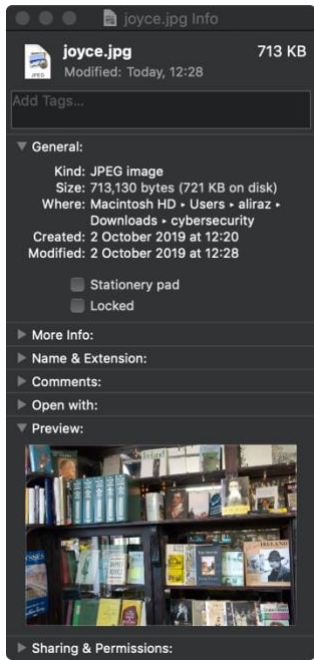 joyce.jpg Info
JPEG
joyce.jpg 713 KB
Modified: Today, 12:28
Add Tags...
General:
Kind: JPEG image
Size: 713,130 bytes (721 KB on disk)
Where: Macintosh HD ▸ Users ▸ aliraz ▸
Downloads ▸ cybersecurity
Created: 2 October 2019 at 12:20
Modified: 2 October 2019 at 12:28
Stationery pad
Locked
More Info:
Name & Extension:
Comments:
Open with:
Preview:
Ireland
IRELAND
Sharing & Permissions: